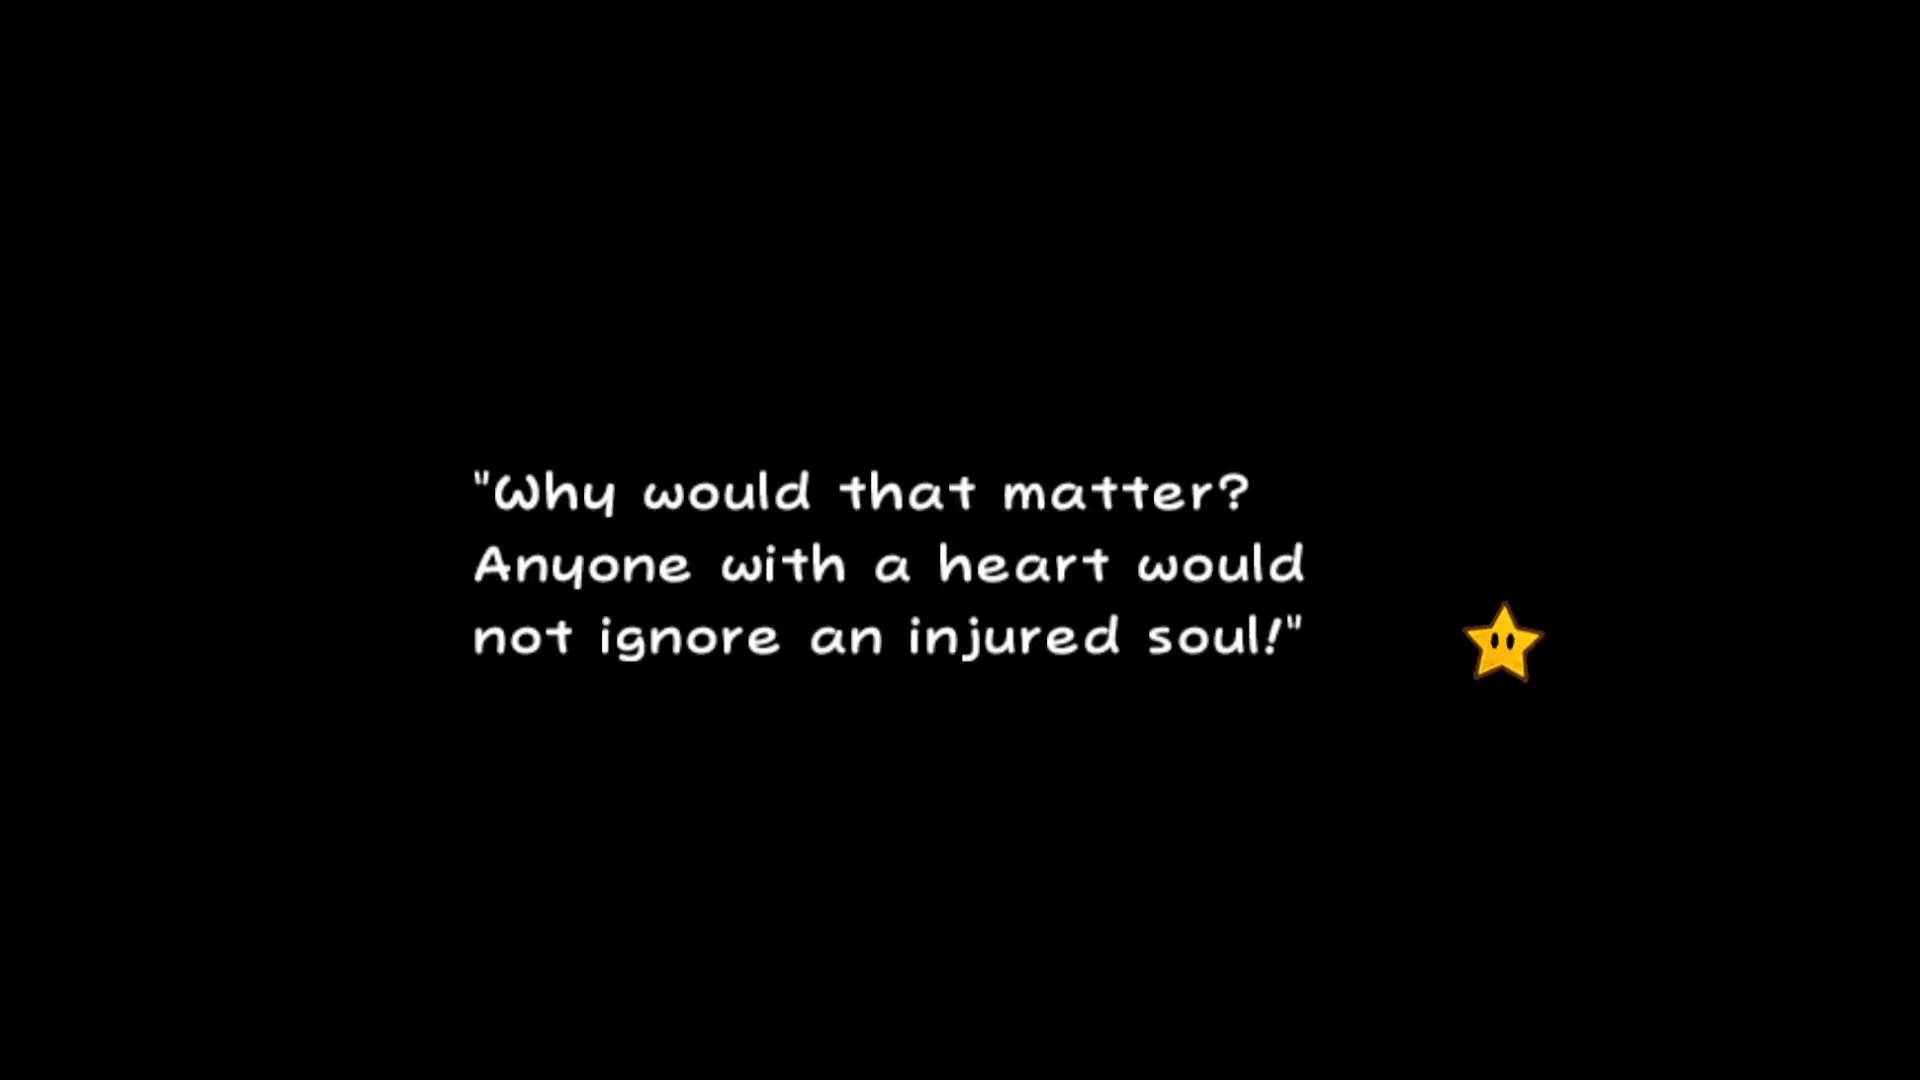 "Why would that matter?
Anyone with a heart would
not ignore an injured soul!"